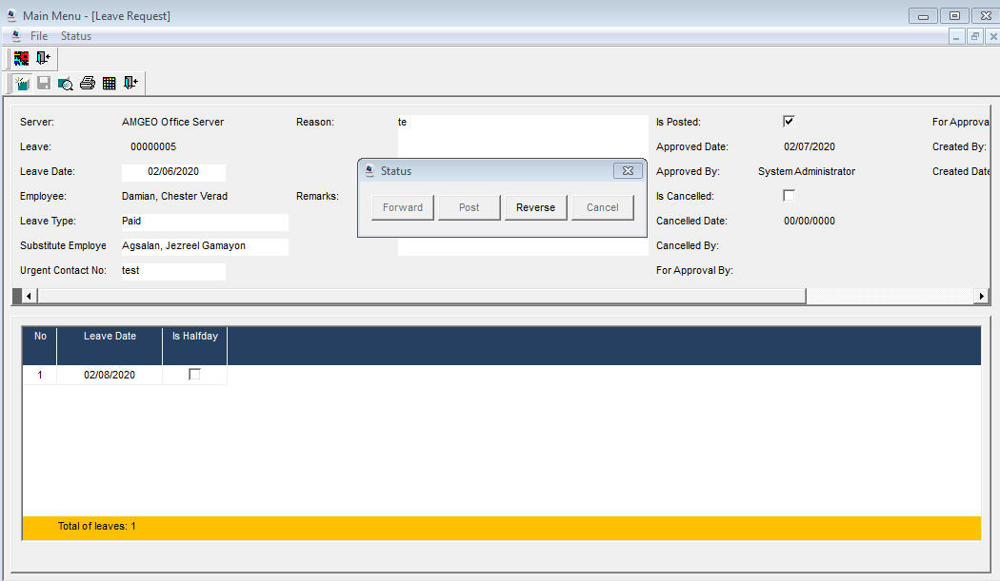 Main Menu - [Leave Request]
File Status
Server: AMGEO Office Server Reason: te Is Posted: For Approva
Leave: 00000005 Approved Date: 02/07/2020 Created By:
Leave Date: 02/06/2020 Approved By: System Administrator Created Date
Status
Employee: Damian, Chester Verad Remarks: Is Cancelled:
Forward Post Reverse Cancel
Leave Type: Paid Cancelled Date: 00/00/0000
Substitute Employe Agsalan, Jezreel Gamayon Cancelled By:
Urgent Contact No: test For Approval By:
No Leave Date Is Halfday
1 02/08/2020
Total of leaves: 1